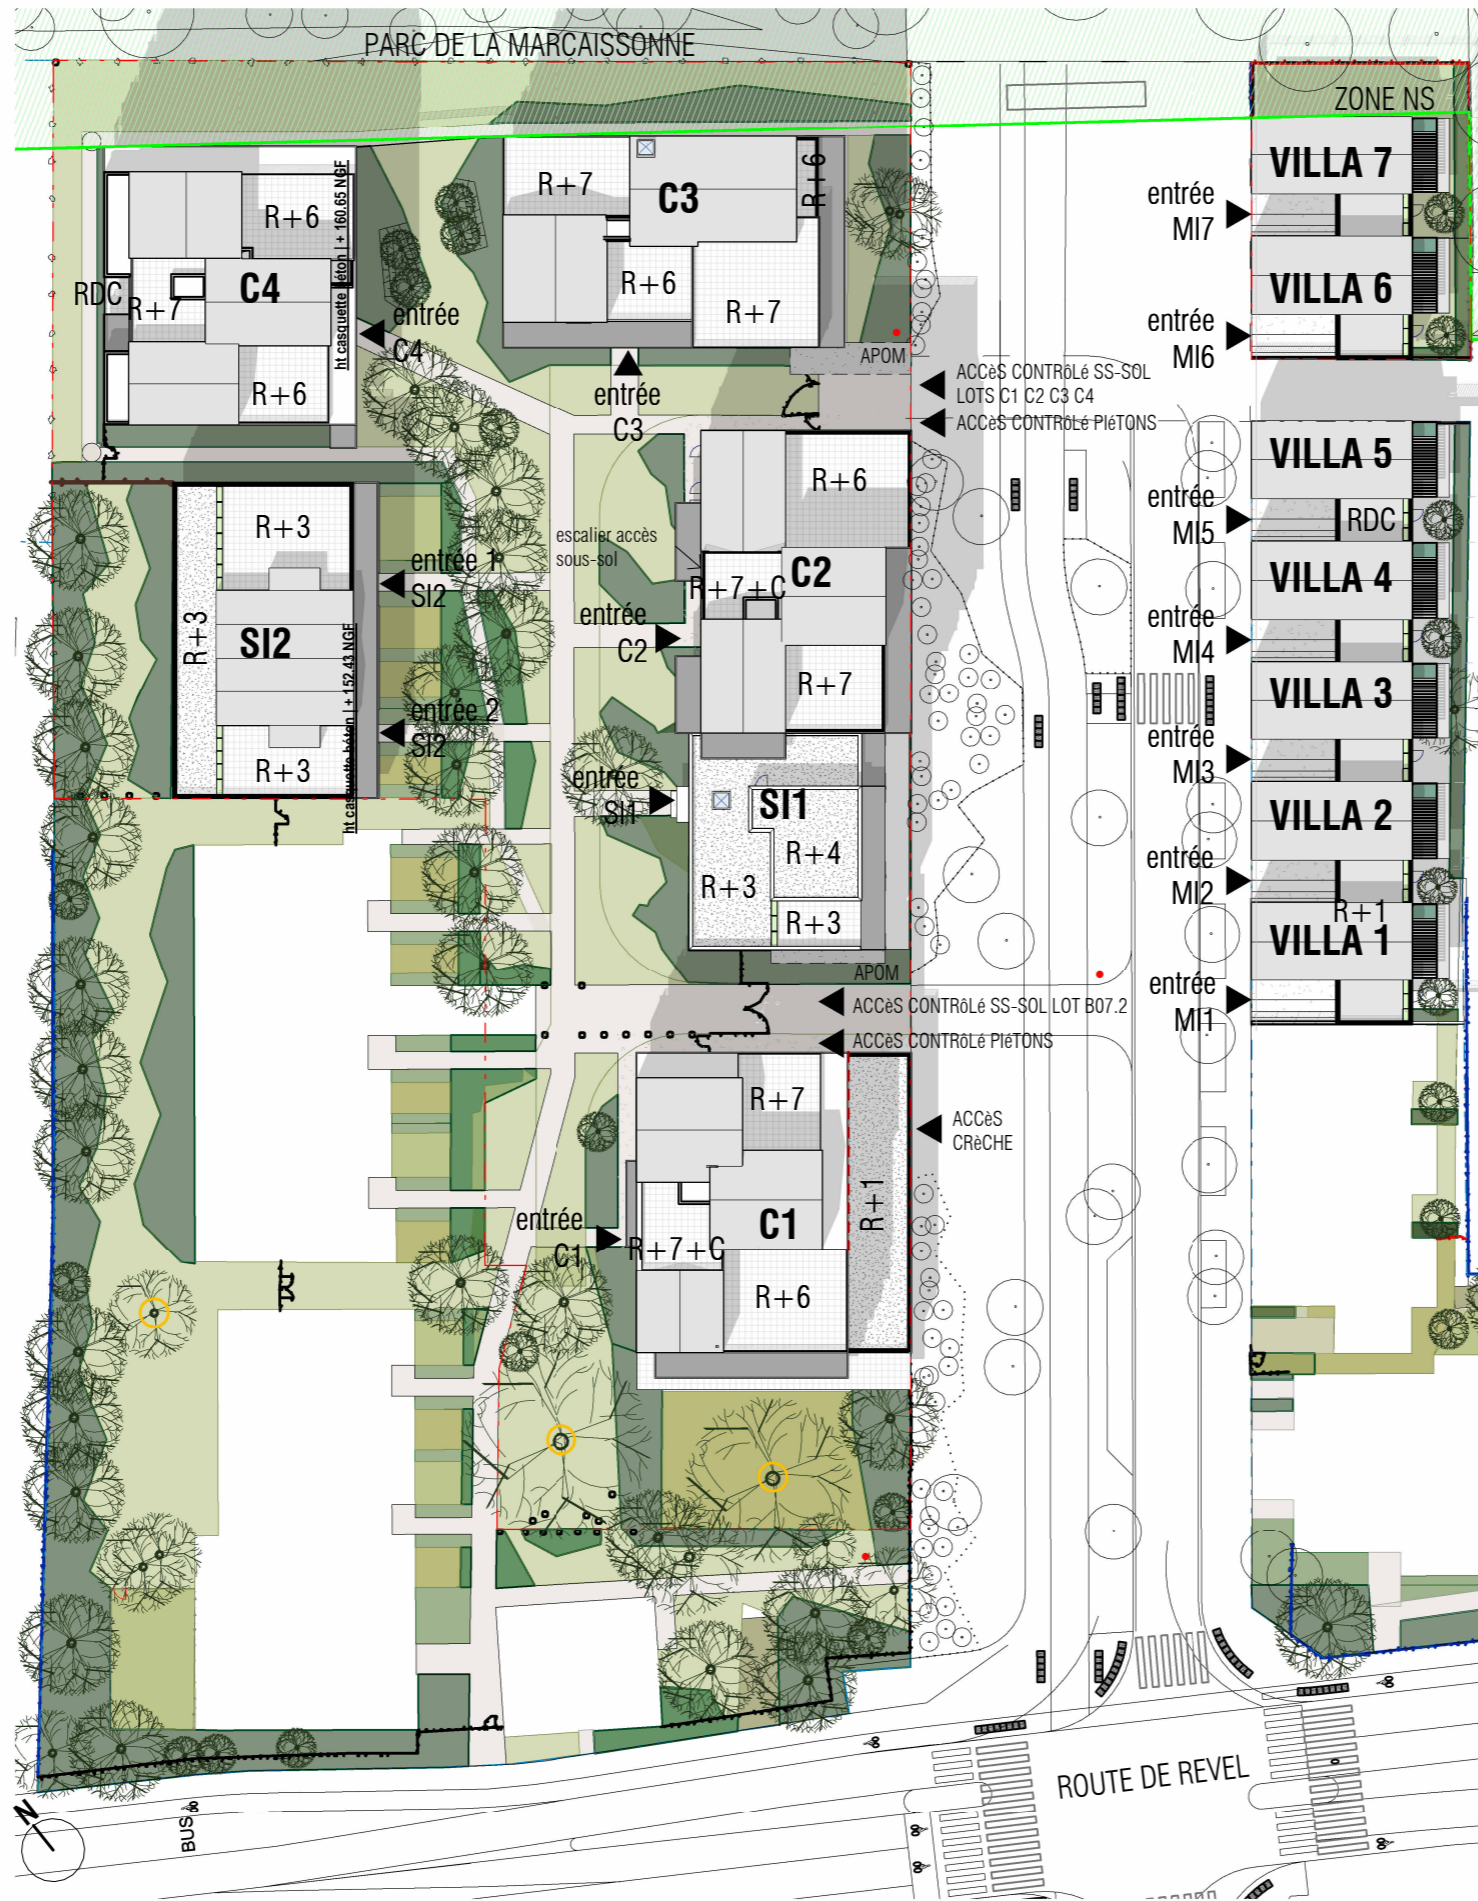 PARC DE LA MARCAISSONNE
ZONE NS
VILLA 7
entrée
MI7
VILLA 6
entrée
MI6
R+7
C3
R+6
R+6
R+7
R+6
C4
RDC
R+7
R+6
ht casquette béton | + 160.65 NGF
entrée
C4
entrée
C3
APOM
ACCèS CONTRôLé SS-SOL
LOTS C1 C2 C3 C4
ACCèS CONTRôLé PIéTONS
VILLA 5
entrée
MI5
RDC
VILLA 4
entrée
MI4
VILLA 3
entrée
MI3
VILLA 2
entrée
MI2
R+1
VILLA 1
entrée
MI1
R+6
C2
R+7+C
R+7
escalier accès
sous-sol
entrée
C2
R+3
R+3
SI2
R+3
entrée 1
SI2
entrée 2
SI2
ht casquette béton | + 152.43 NGF
entrée
SI1
SI1
R+4
R+3
R+3
APOM
ACCèS CONTRôLé SS-SOL LOT B07.2
ACCèS CONTRôLé PIéTONS
R+7
ACCèS
CRèCHE
R+1
C1
entrée
C1
R+7+C
R+6
ROUTE DE REVEL
BUS
N